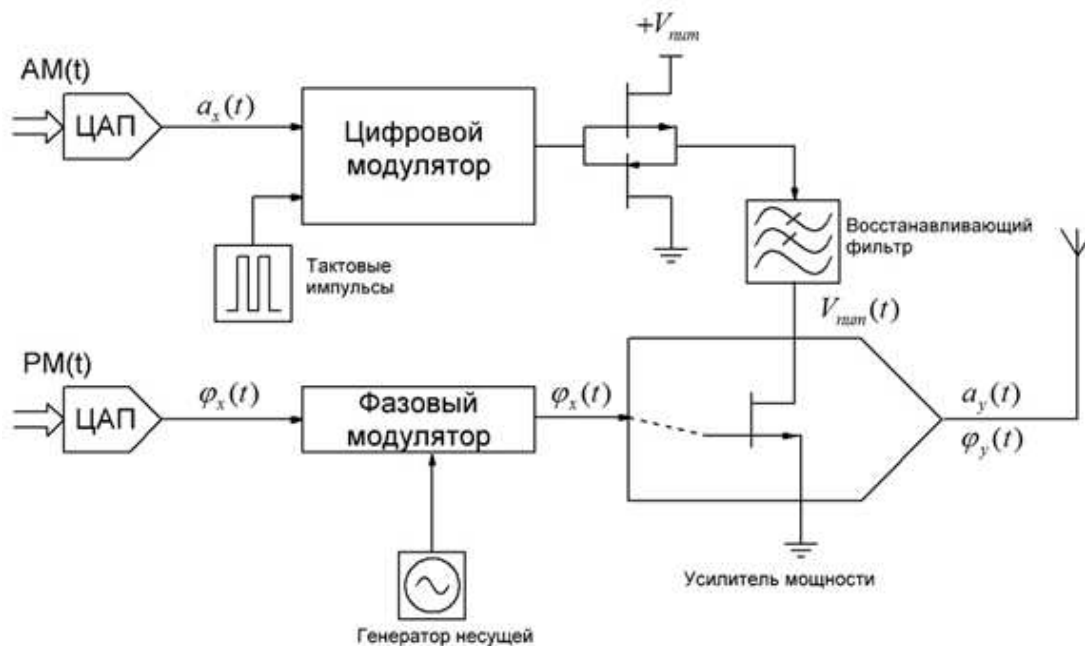 +V_пит
AM(t)
ЦАП
a_x(t)
Цифровой
модулятор
Тактовые
импульсы
Восстанавливающий
фильтр
V_пит(t)
PM(t)
ЦАП
φ_x(t)
Фазовый
модулятор
φ_x(t)
a_y(t)
φ_y(t)
Усилитель мощности
Генератор несущей